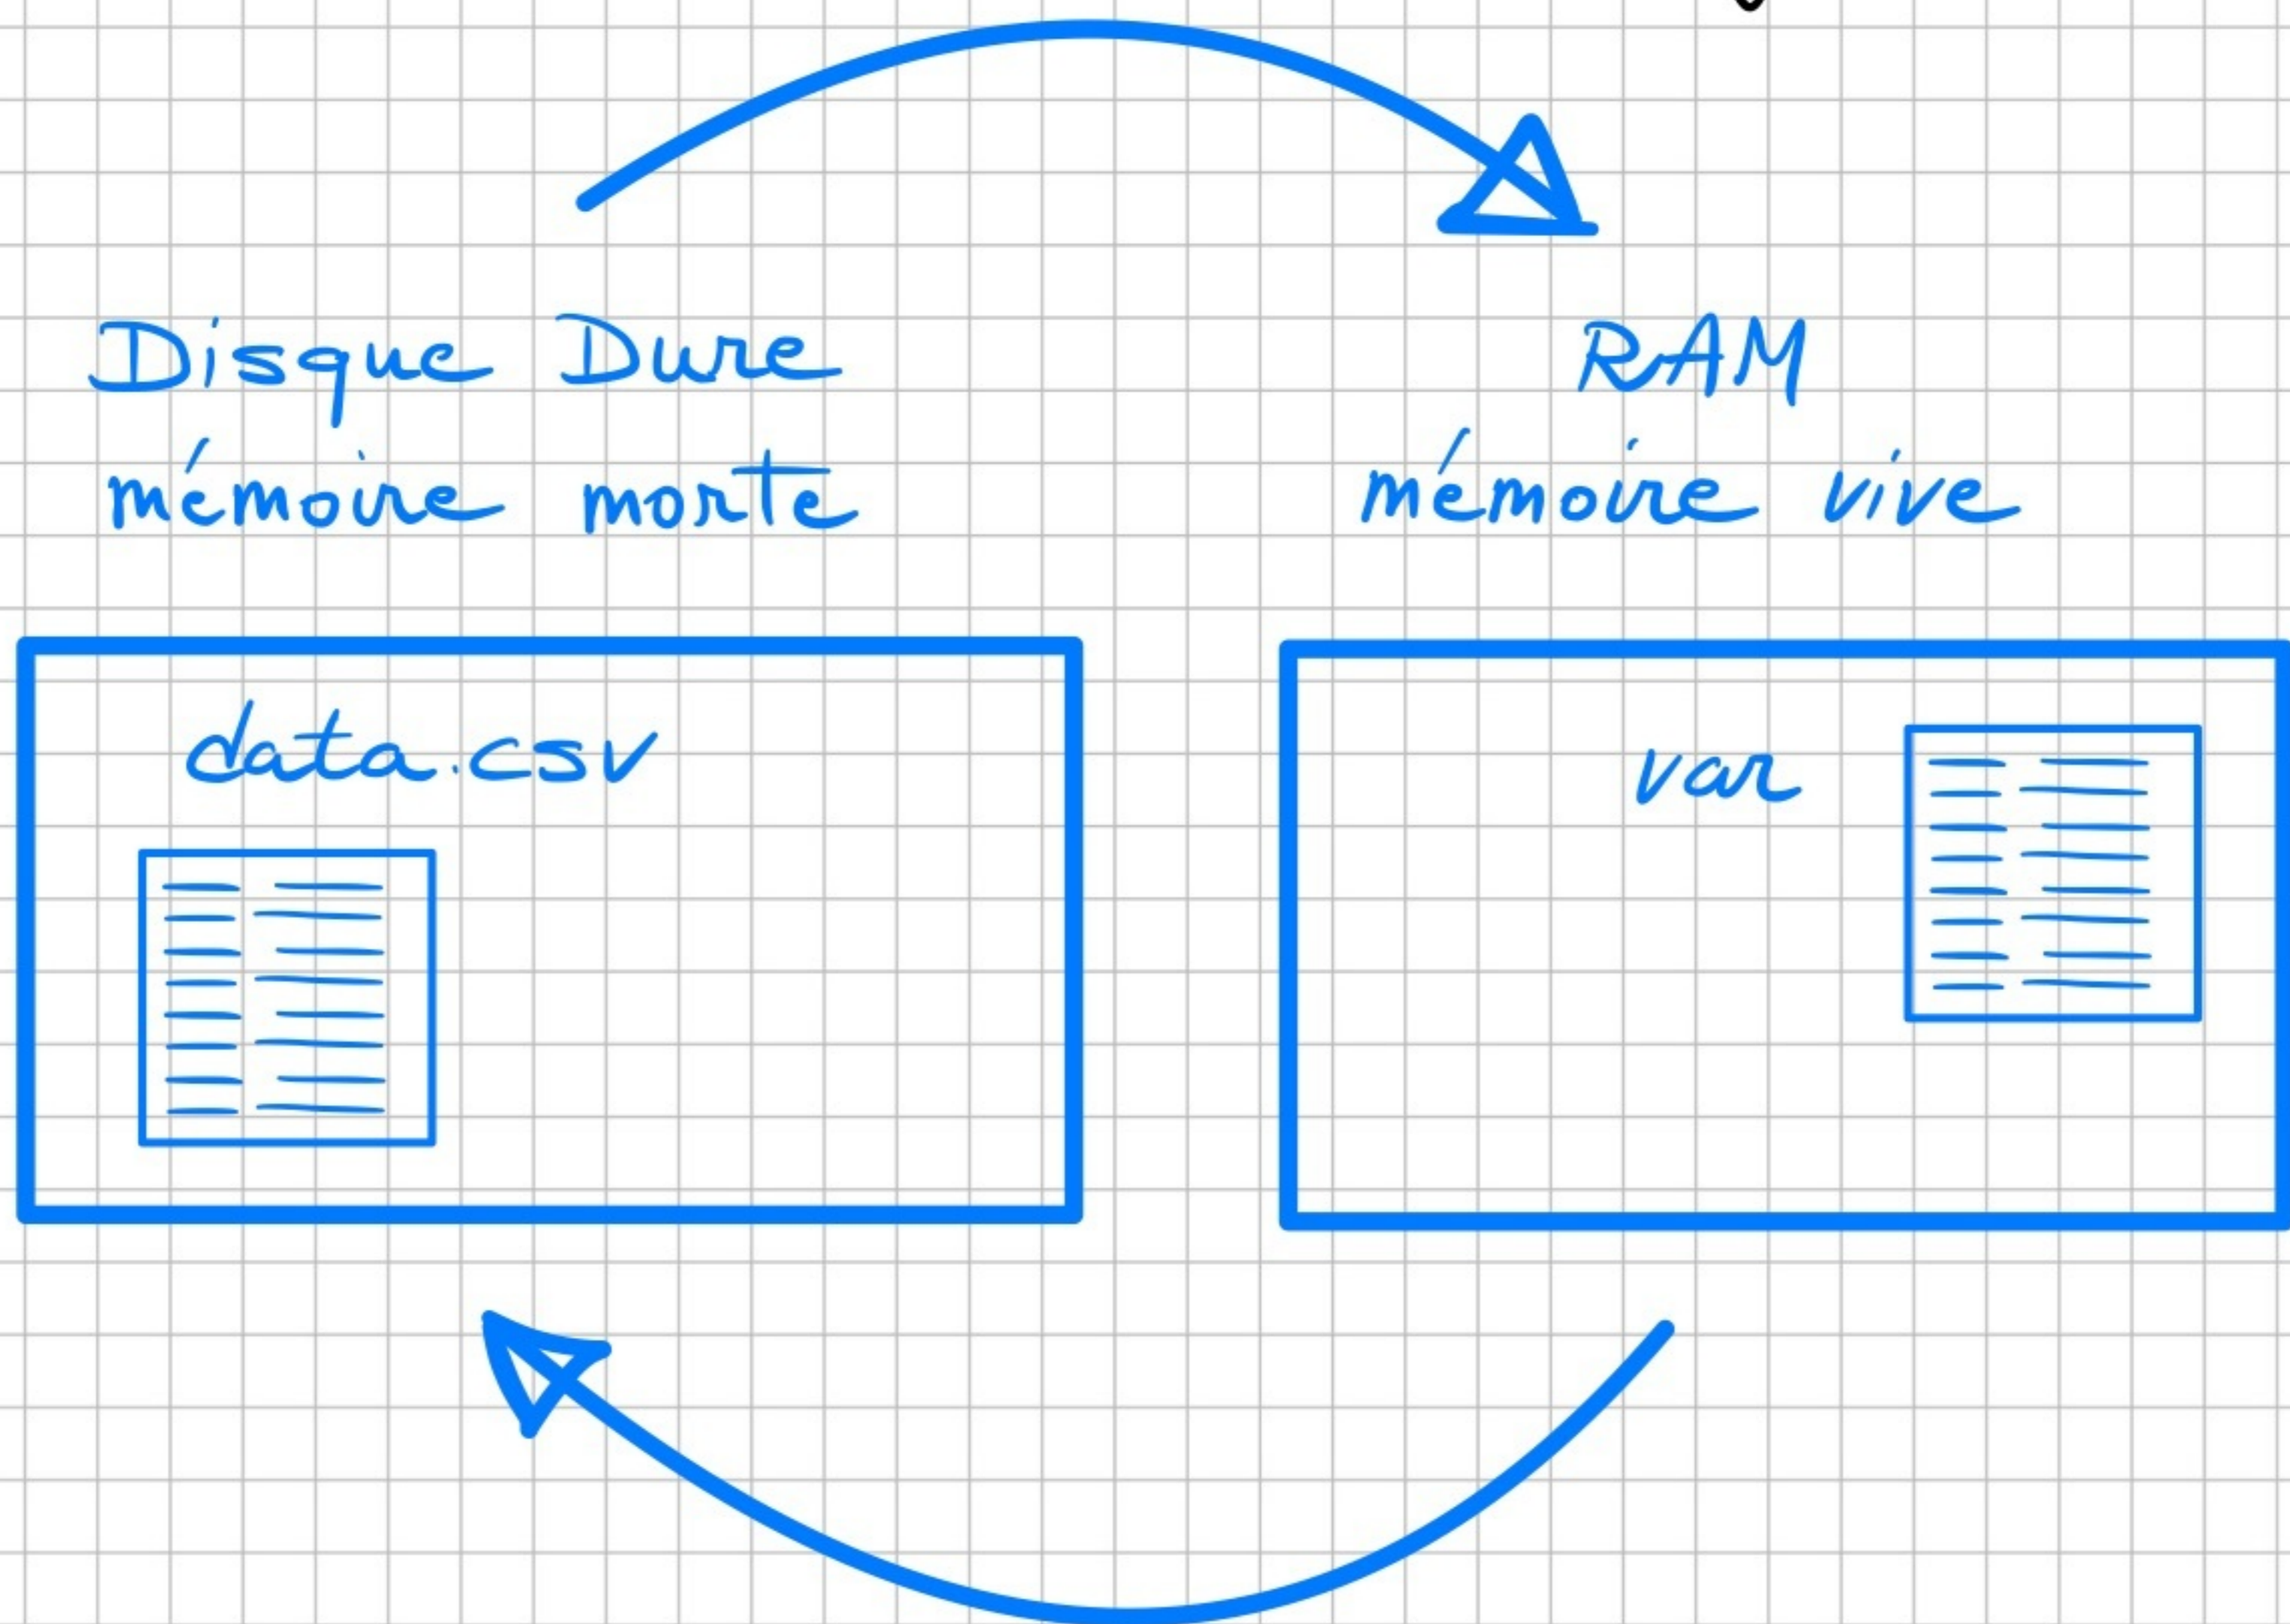 Disque Dure
mémoire morte
RAM
mémoire vive
data.csv
var